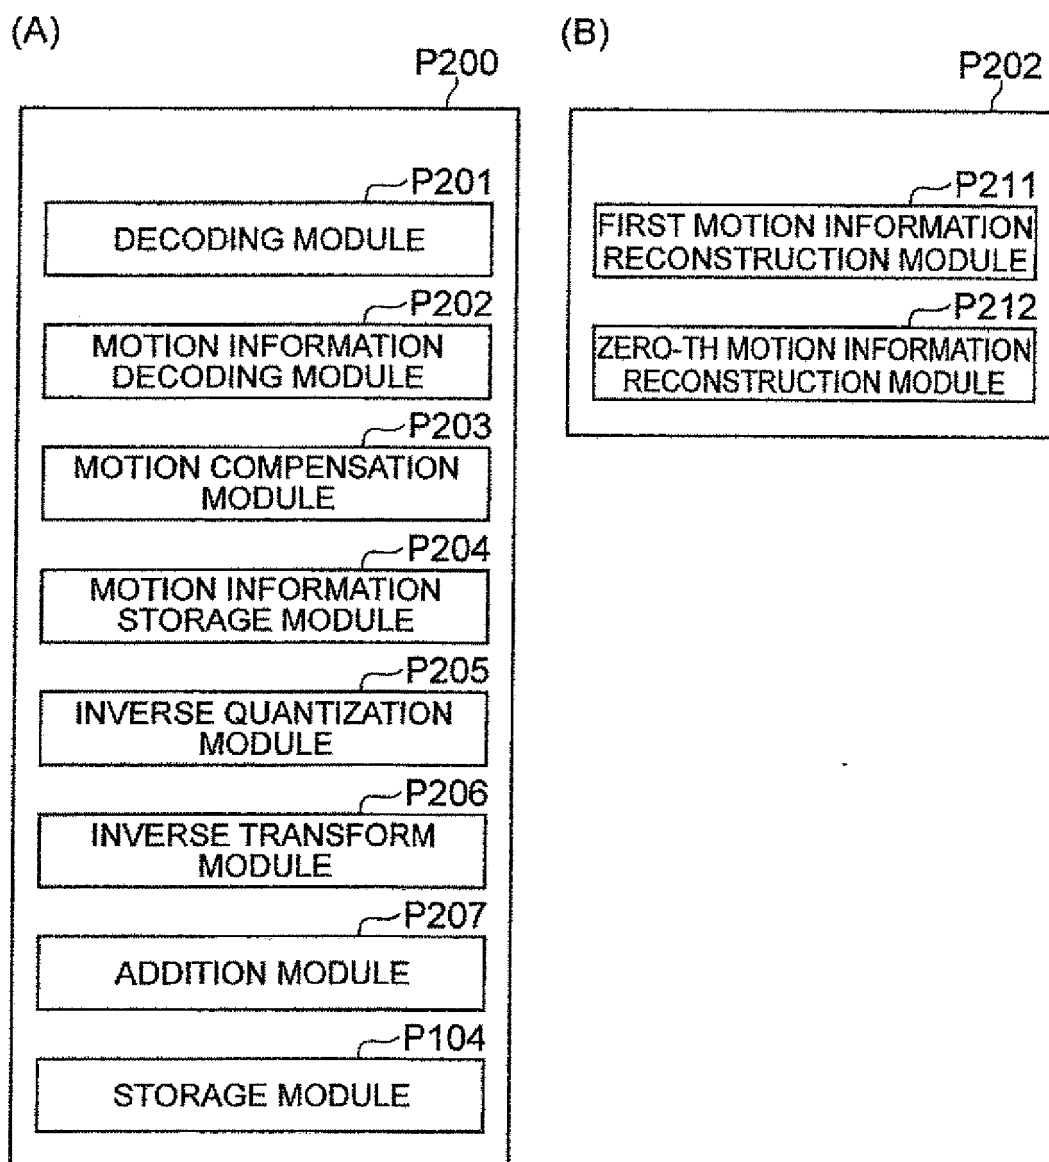 (A)
P200
P201
DECODING MODULE
P202
MOTION INFORMATION
DECODING MODULE
P203
MOTION COMPENSATION
MODULE
P204
MOTION INFORMATION
STORAGE MODULE
P205
INVERSE QUANTIZATION
MODULE
P206
INVERSE TRANSFORM
MODULE
P207
ADDITION MODULE
P104
STORAGE MODULE
(B)
P202
P211
FIRST MOTION INFORMATION
RECONSTRUCTION MODULE
P212
ZERO-TH MOTION INFORMATION
RECONSTRUCTION MODULE